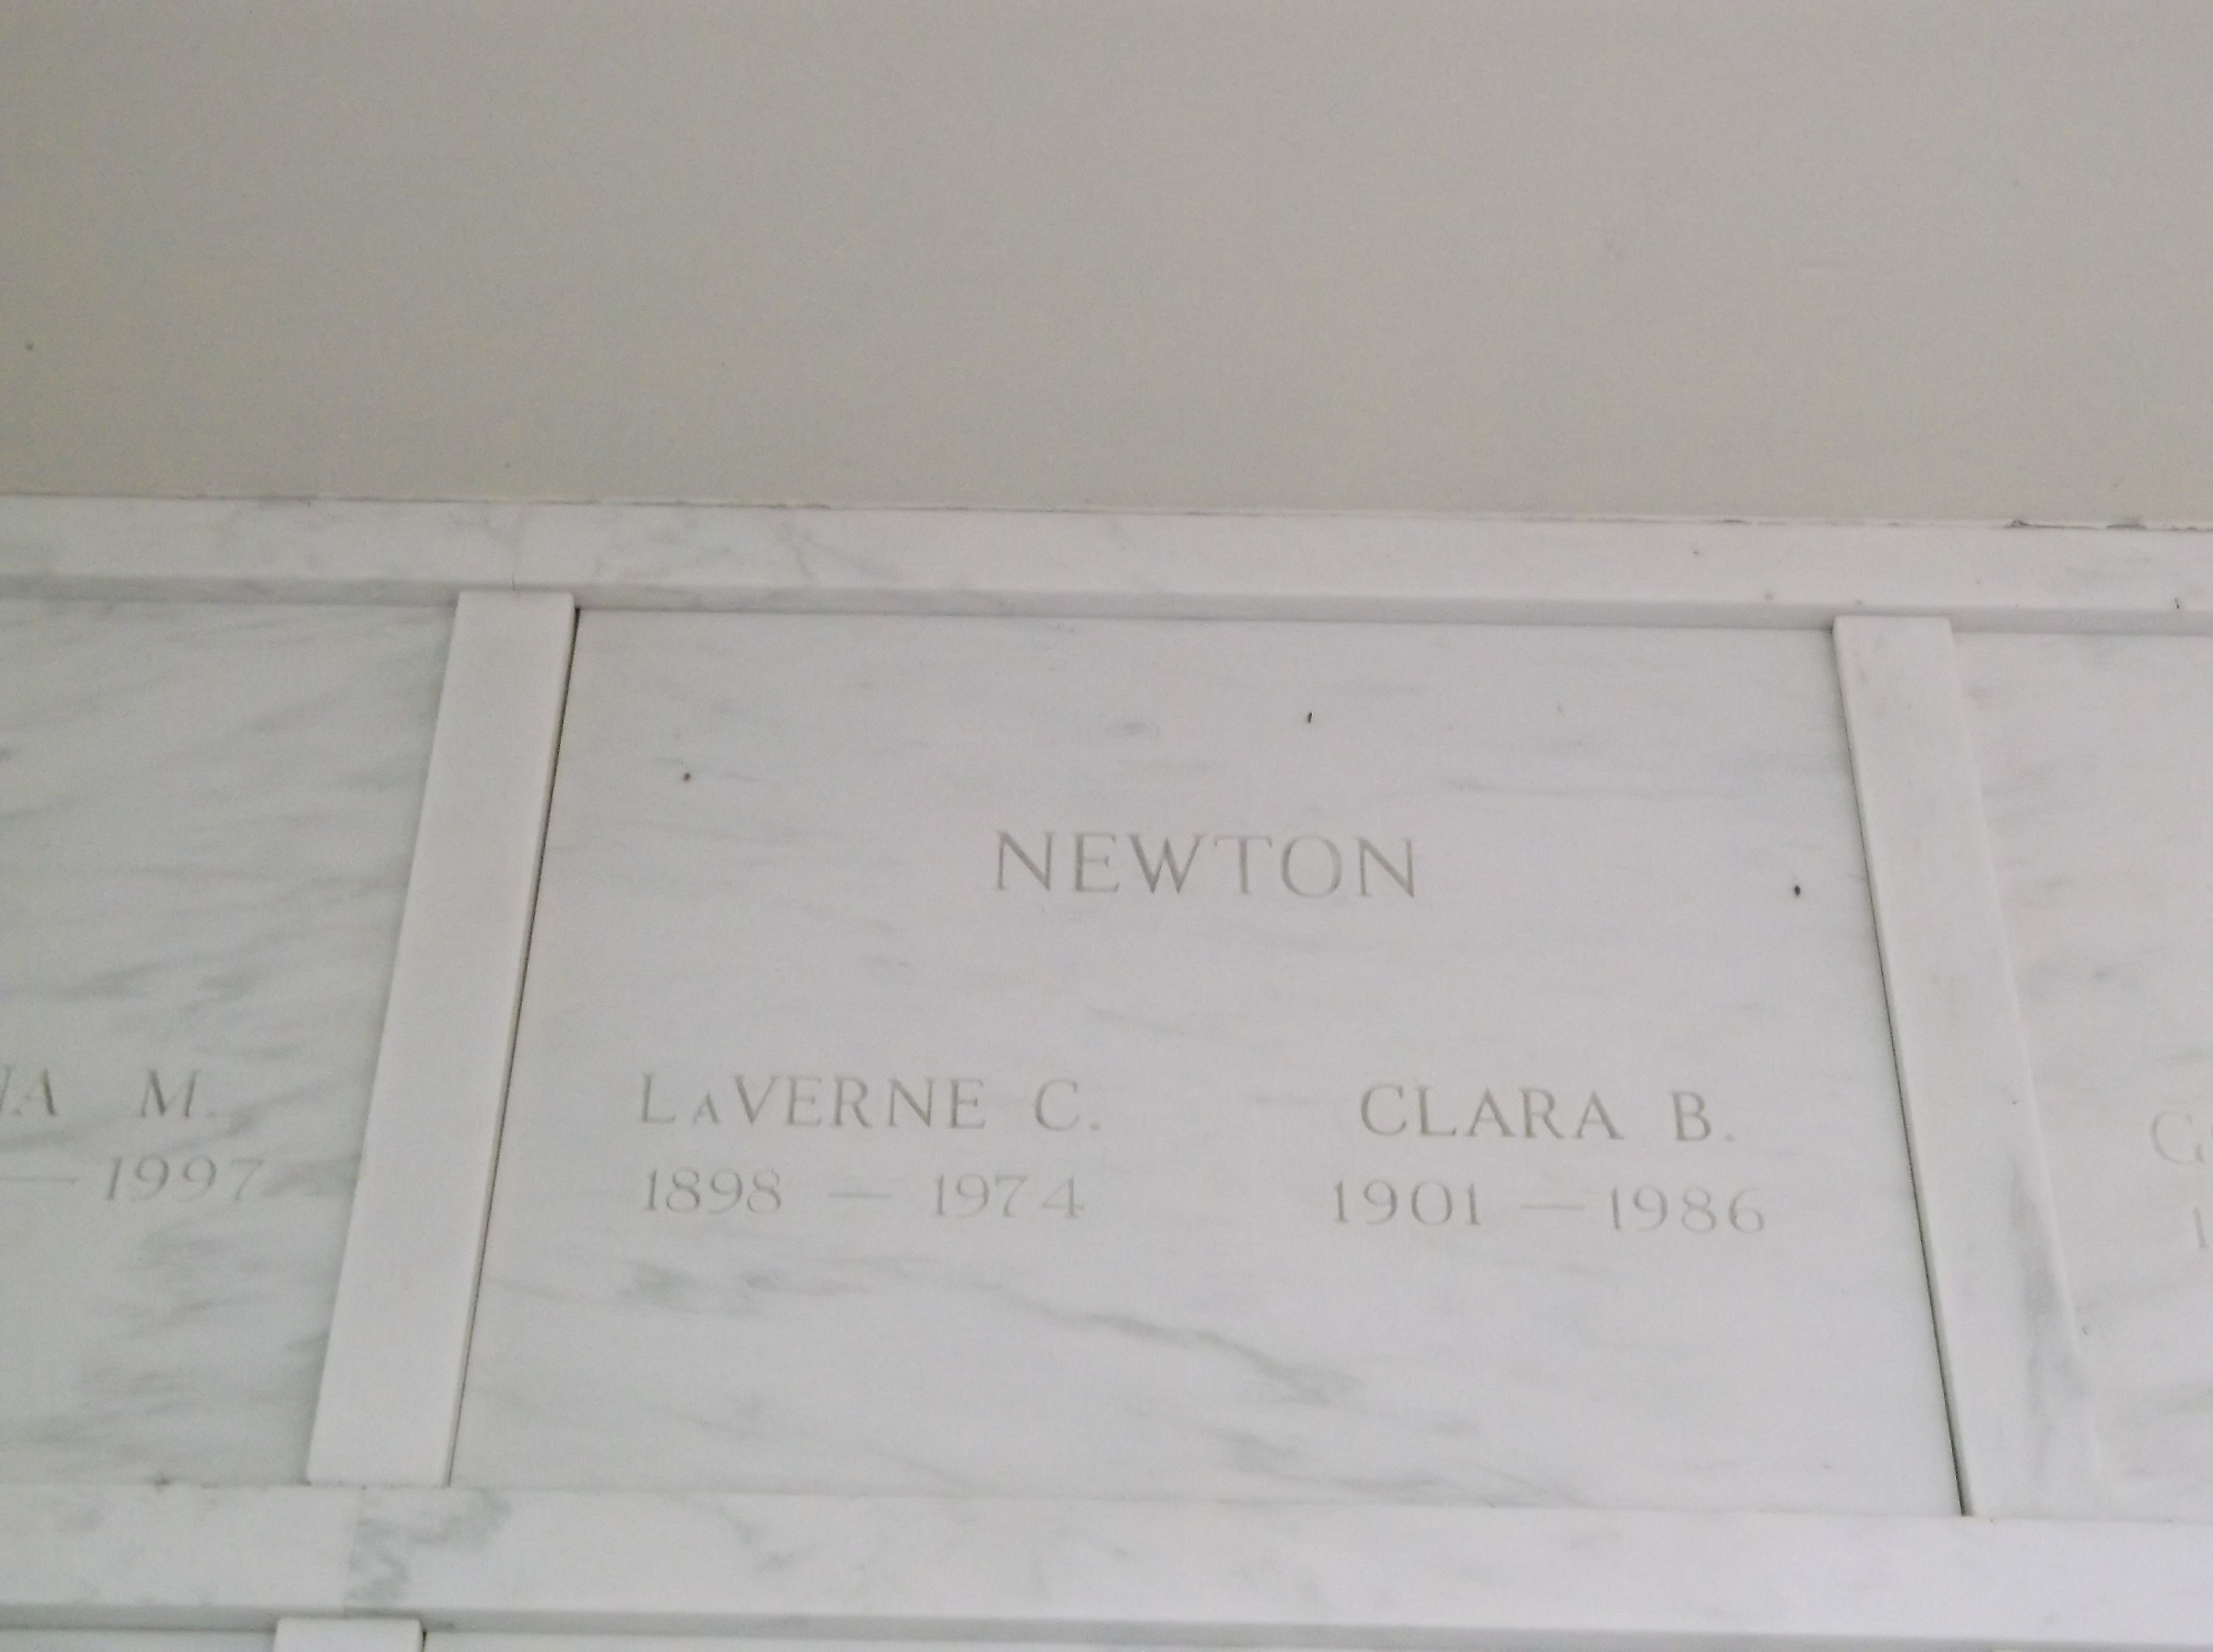 NEWTON
LAVERNE C. CLARA B.
1898 — 1974 1901 — 1986
M.
— 1997